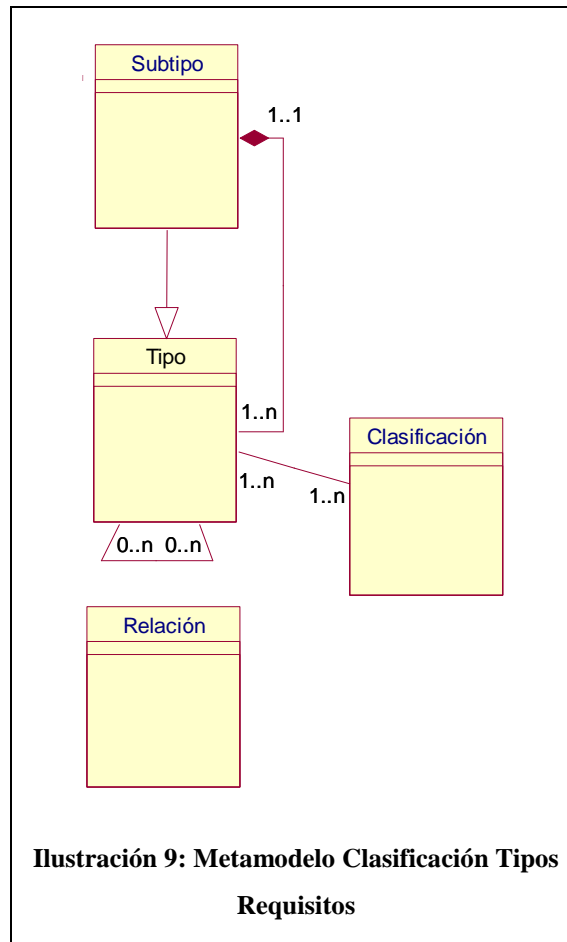 Subtipo
1..1
Tipo
1..n
Clasificación
1..n
1..n
0..n 0..n
Relación
Ilustración 9: Metamodelo Clasificación Tipos
Requisitos